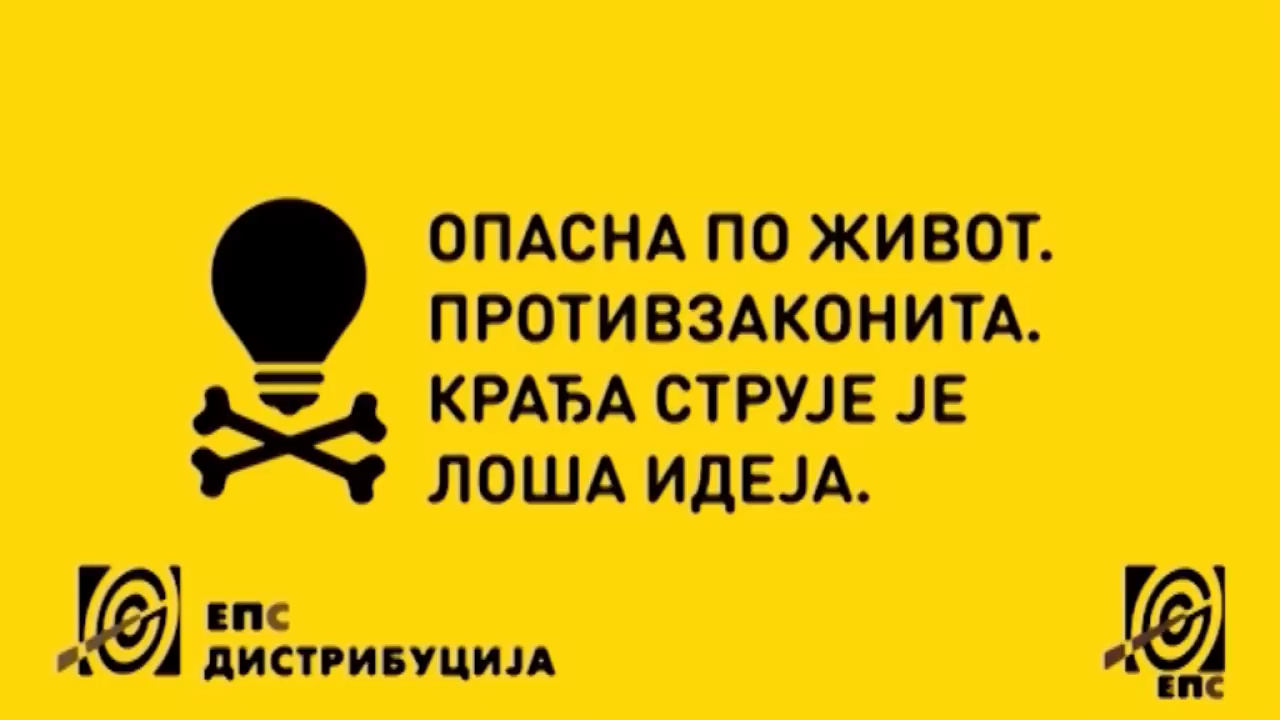 ОПАСНА ПО ЖИВОТ.
ПРОТИВЗАКОНИТА.
КРАЂА СТРУЈЕ ЈЕ
ЛОША ИДЕЈА.
ЕПС
ДИСТРИБУЦИЈА
ЕПС